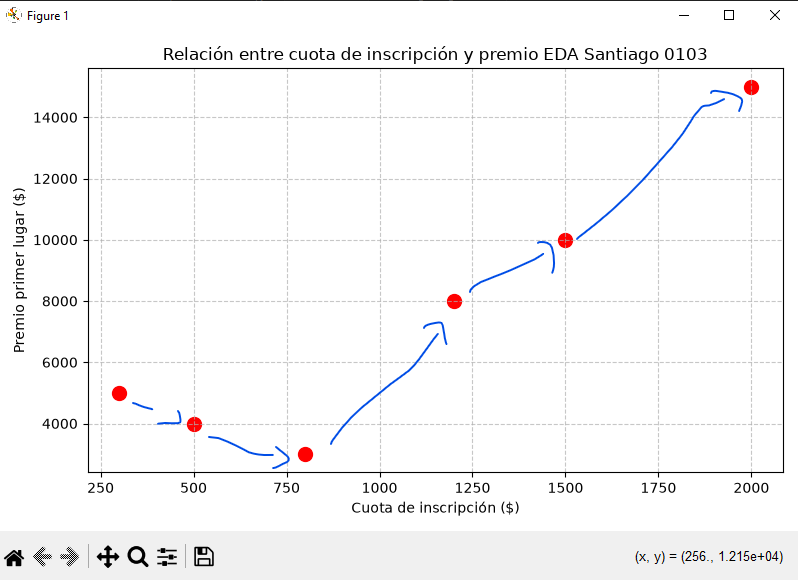 Figure 1
Relación entre cuota de inscripción y premio EDA Santiago 0103
Premio primer lugar ($)
14000
12000
10000
8000
6000
4000
250 500 750 1000 1250 1500 1750 2000
Cuota de inscripción ($)
(x, y) = (256., 1.215e+04)